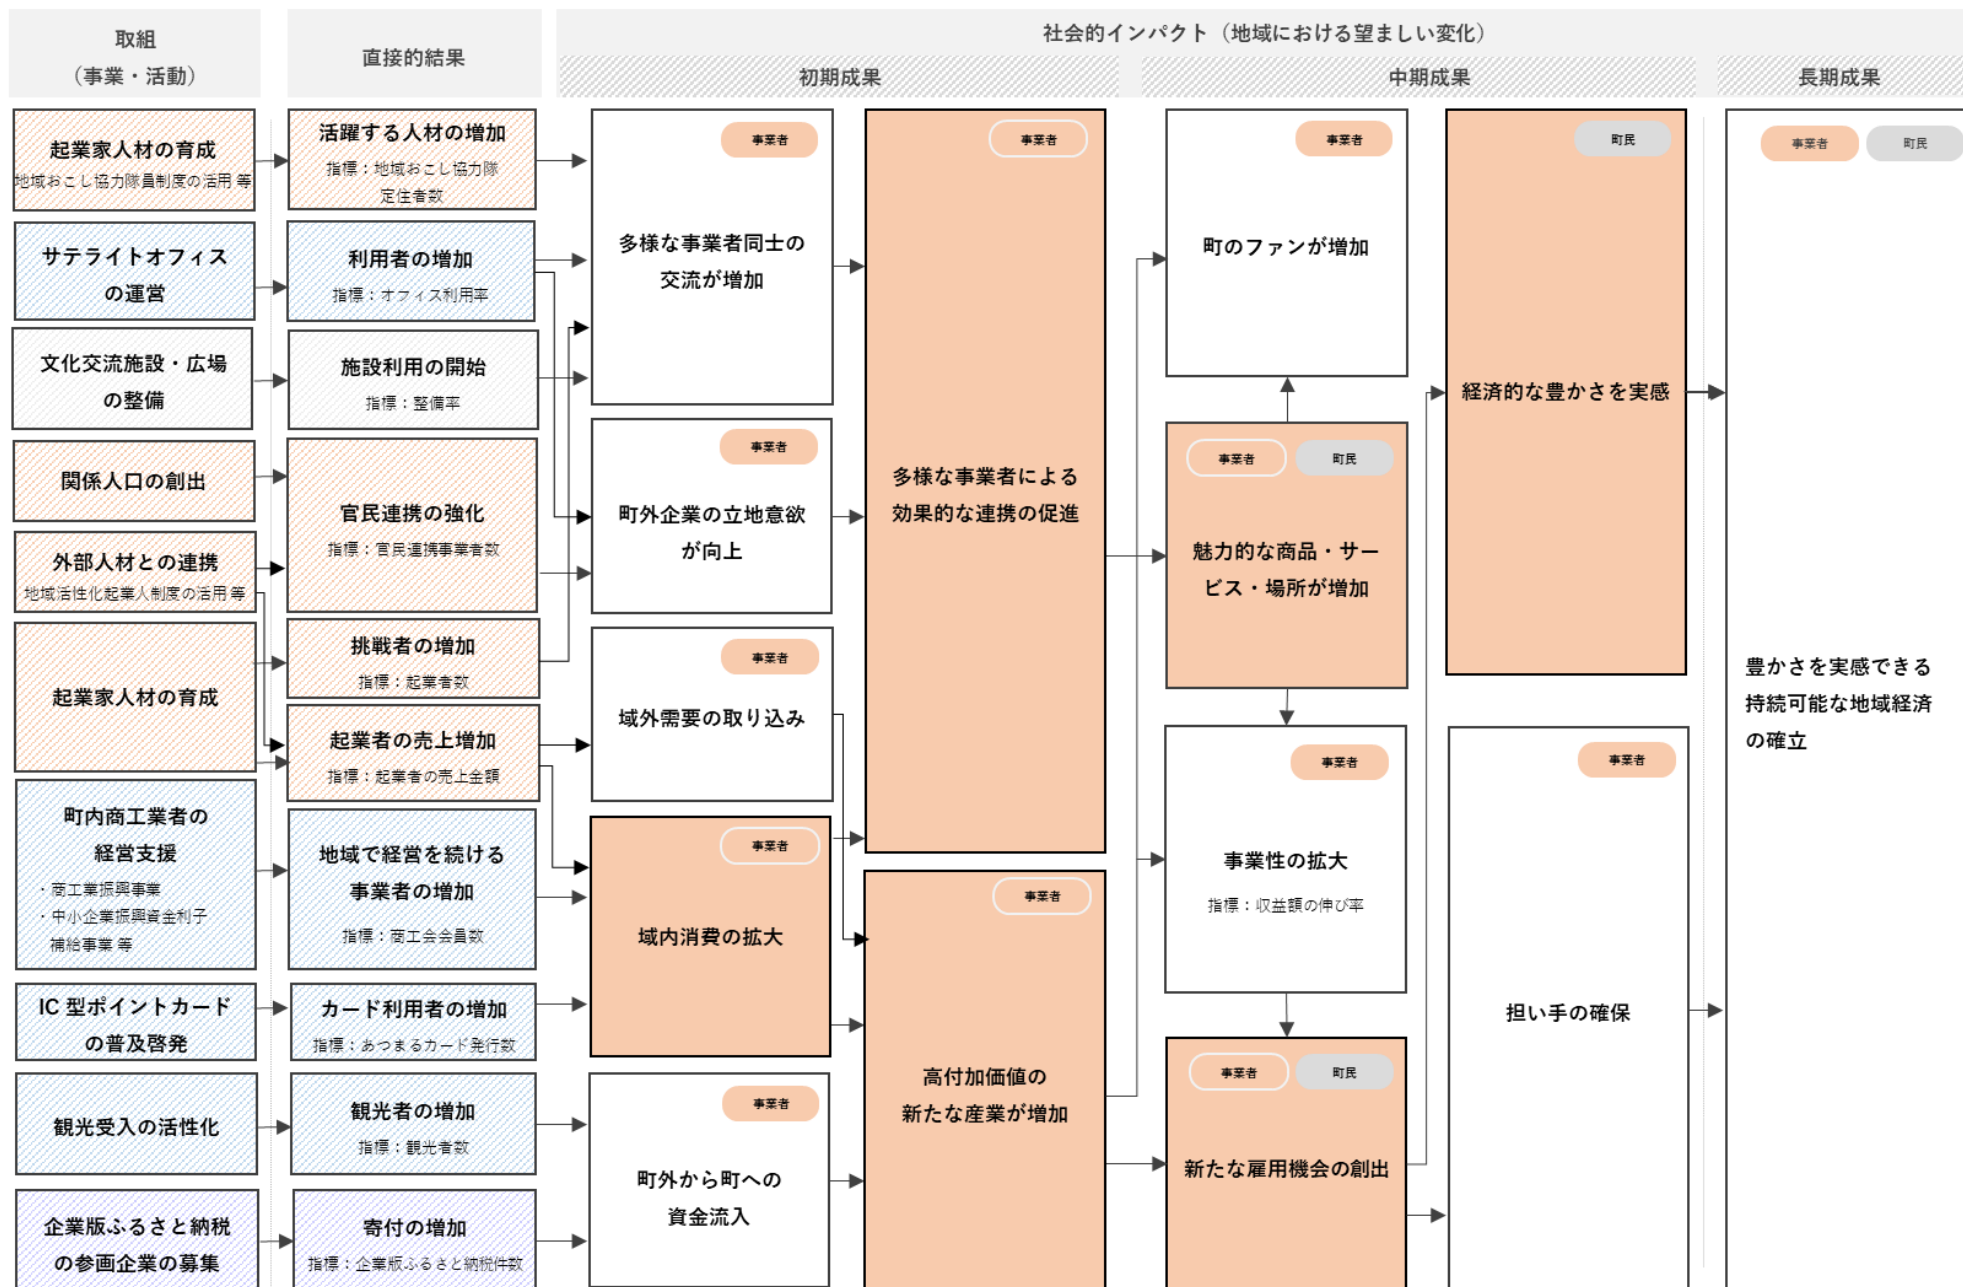 取組
（事業・活動）
直接的結果
社会的インパクト（地域における望ましい変化）
初期成果
中期成果
長期成果
起業家人材の育成
地域おこし協力隊員制度の活用 等
サテライトオフィス
の運営
文化交流施設・広場
の整備
関係人口の創出
外部人材との連携
地域活性化起業人制度の活用 等
起業家人材の育成
町内商工業者の
経営支援
・商工業振興事業
・中小企業振興資金利子
補給事業 等
IC 型ポイントカード
の普及啓発
観光受入の活性化
企業版ふるさと納税
の参画企業の募集
活躍する人材の増加
指標：地域おこし協力隊
定住者数
利用者の増加
指標：オフィス利用率
施設利用の開始
指標：整備率
官民連携の強化
指標：官民連携事業者数
挑戦者の増加
指標：起業者数
起業者の売上増加
指標：起業者の売上金額
地域で経営を続ける
事業者の増加
指標：商工会会員数
カード利用者の増加
指標：あつまるカード発行数
観光者の増加
指標：観光者数
寄付の増加
指標：企業版ふるさと納税件数
事業者
多様な事業者同士の
交流が増加
事業者
町外企業の立地意欲
が向上
事業者
域外需要の取り込み
事業者
域内消費の拡大
事業者
町外から町への
資金流入
事業者
多様な事業者による
効果的な連携の促進
事業者
高付加価値の
新たな産業が増加
事業者
町のファンが増加
事業者
町民
魅力的な商品・サー
ビス・場所が増加
事業者
事業性の拡大
指標：収益額の伸び率
事業者
町民
新たな雇用機会の創出
町民
経済的な豊かさを実感
事業者
担い手の確保
事業者
町民
豊かさを実感できる
持続可能な地域経済
の確立